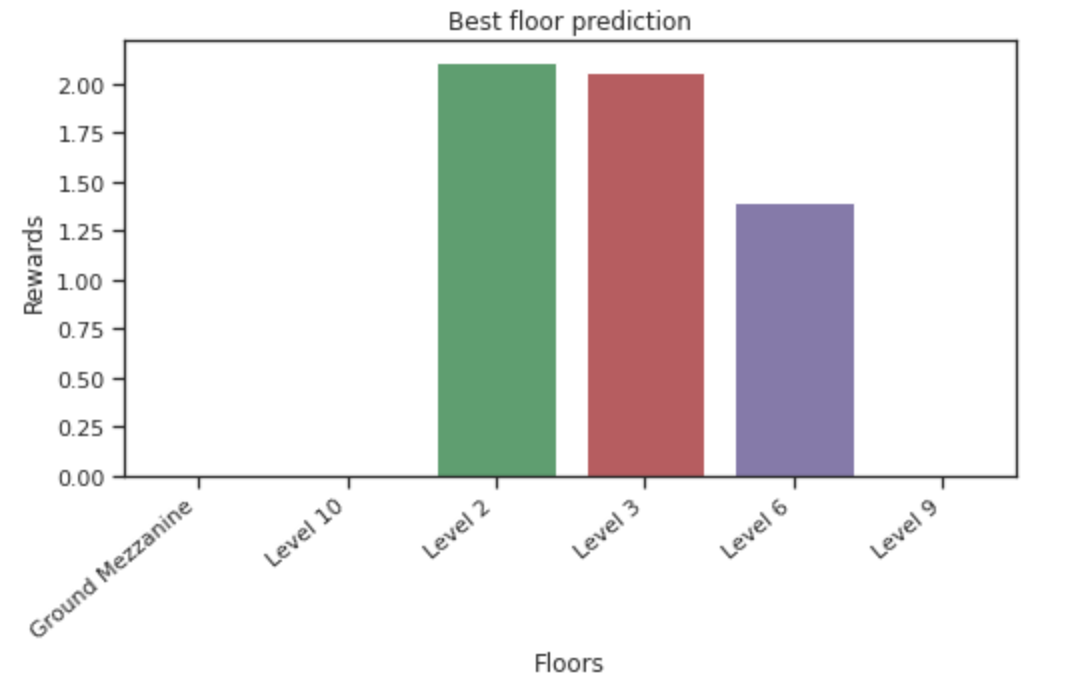 Best floor prediction
Rewards
2.00
1.75
1.50
1.25
1.00
0.75
0.50
0.25
0.00
Ground Mezzanine
Level 10
Level 2
Level 3
Level 6
Level 9
Floors